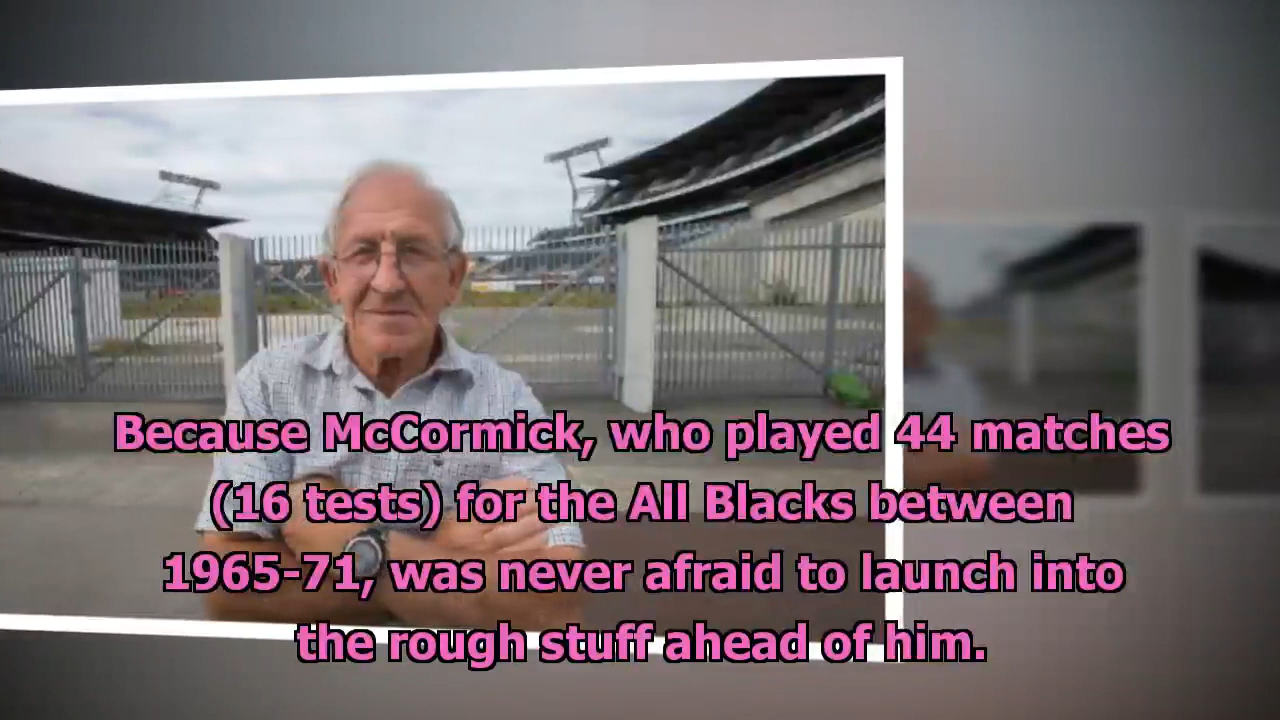 Because McCormick, who played 44 matches
(16 tests) for the All Blacks between
1965-71, was never afraid to launch into
the rough stuff ahead of him.